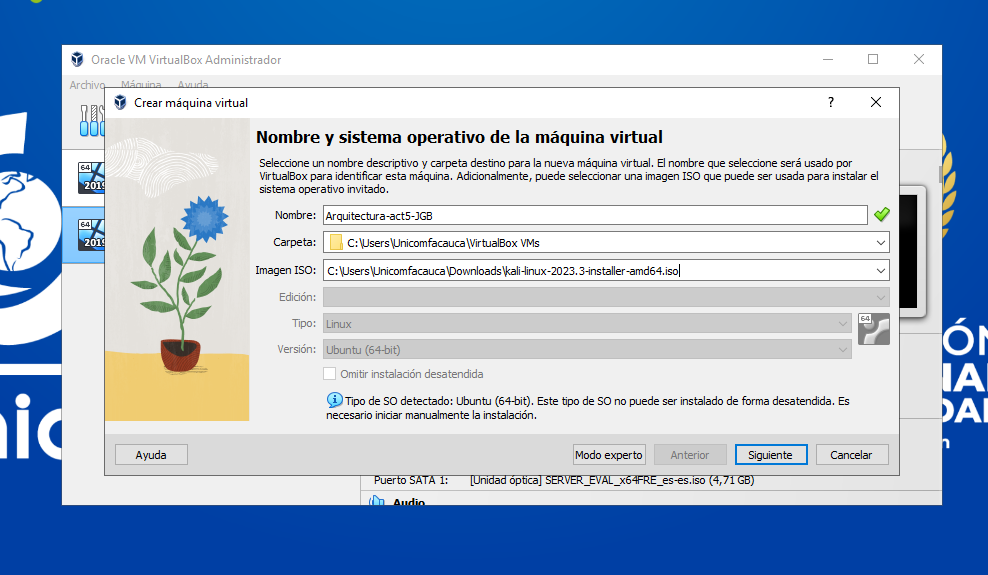 Oracle VM VirtualBox Administrador
Archivo Máquina Ayuda
Crear máquina virtual
?
Nombre y sistema operativo de la máquina virtual
Seleccione un nombre descriptivo y carpeta destino para la nueva máquina virtual. El nombre que seleccione será usado por
VirtualBox para identificar esta máquina. Adicionalmente, puede seleccionar una imagen ISO que puede ser usada para instalar el
sistema operativo invitado.
64
2019
64
2019
Nombre: Arquitectura-act5-JGB
Carpeta: C:\Users\Unicomfacauca\VirtualBox VMs
Imagen ISO: C:\Users\Unicomfacauca\Downloads\kali-linux-2023.3-installer-amd64.iso
Edición:
Tipo: Linux
64
Versión: Ubuntu (64-bit)
Omitir instalación desatendida
Tipo de SO detectado: Ubuntu (64-bit). Este tipo de SO no puede ser instalado de forma desatendida. Es
necesario iniciar manualmente la instalación.
Ayuda Modo experto Anterior Siguiente Cancelar
Puerto SATA 1: [Unidad óptica] SERVER_EVAL_x64FRE_es-es.iso (4,71 GB)
Audio